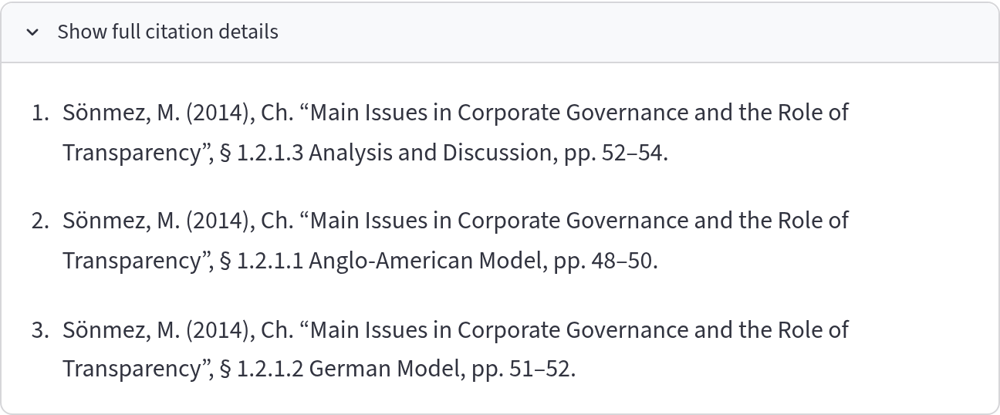 Show full citation details
1. Sönmez, M. (2014), Ch. “Main Issues in Corporate Governance and the Role of
Transparency”, § 1.2.1.3 Analysis and Discussion, pp. 52–54.
2. Sönmez, M. (2014), Ch. “Main Issues in Corporate Governance and the Role of
Transparency”, § 1.2.1.1 Anglo-American Model, pp. 48–50.
3. Sönmez, M. (2014), Ch. “Main Issues in Corporate Governance and the Role of
Transparency”, § 1.2.1.2 German Model, pp. 51–52.